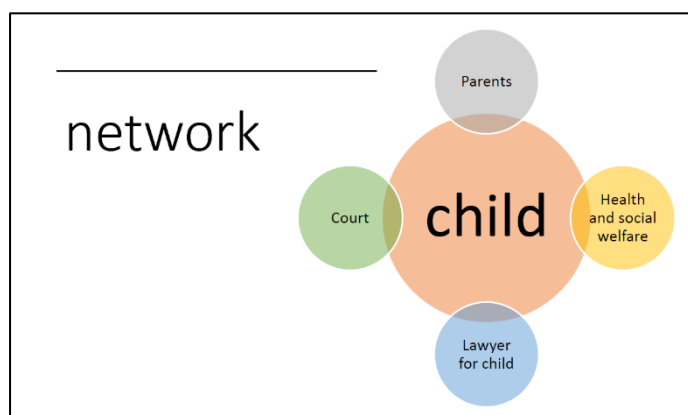 network
Parents
Court
child
Health
and social
welfare
Lawyer
for child